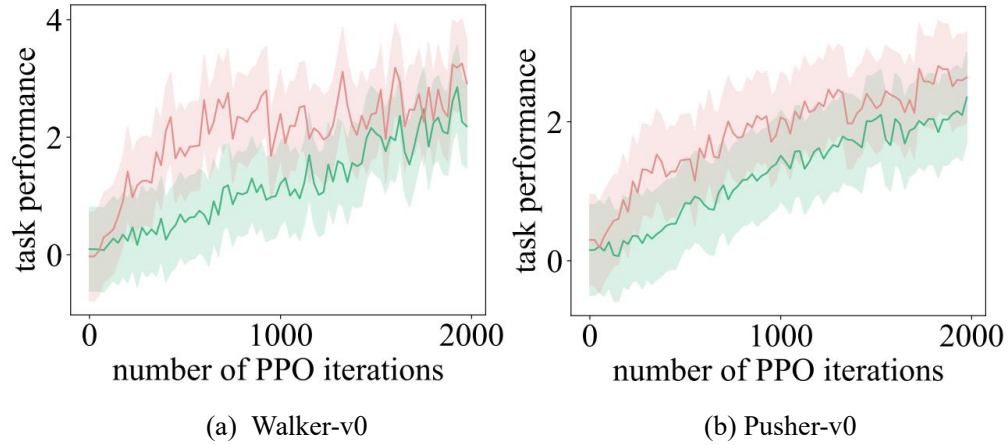 task performance
4
2
0
0
1000
2000
number of PPO iterations
(a) Walker-v0
task performance
2
0
0
1000
2000
number of PPO iterations
(b) Pusher-v0